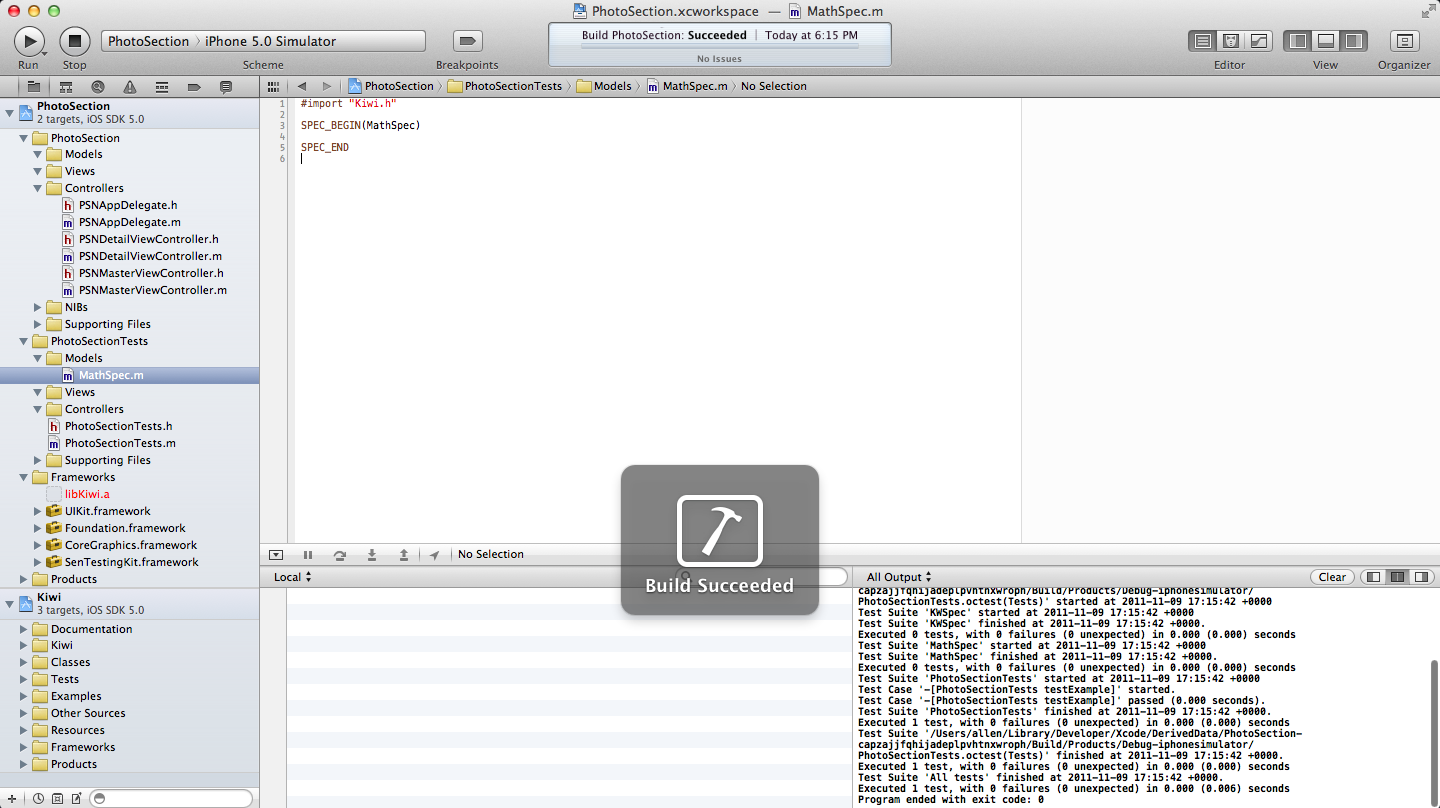 PhotoSection.xcworkspace — MathSpec.m
PhotoSection 〉 iPhone 5.0 Simulator
Build PhotoSection: Succeeded | Today at 6:15 PM
No Issues
Run
Stop
Scheme
Breakpoints
Editor
View
Organizer
PhotoSection 〉 PhotoSectionTests 〉 Models 〉 MathSpec.m 〉 No Selection
PhotoSection
2 targets, iOS SDK 5.0
PhotoSection
Models
Views
Controllers
PSNAppDelegate.h
PSNAppDelegate.m
PSNDetailViewController.h
PSNDetailViewController.m
PSNMasterViewController.h
PSNMasterViewController.m
NIBs
Supporting Files
PhotoSectionTests
Models
MathSpec.m
Views
Controllers
PhotoSectionTests.h
PhotoSectionTests.m
Supporting Files
Frameworks
libKiwi.a
UIKit.framework
Foundation.framework
CoreGraphics.framework
SenTestingKit.framework
Products
Kiwi
3 targets, iOS SDK 5.0
Documentation
Kiwi
Classes
Tests
Examples
Other Sources
Resources
Frameworks
Products
1 #import "Kiwi.h"
2
3 SPEC_BEGIN(MathSpec)
4
5 SPEC_END
6
No Selection
Build Succeeded
Local
All Output
Clear
capzajjfqhijadeplpvhtnxwroph/Build/Products/Debug-iphonesimulator/
PhotoSectionTests.octest(Tests)' started at 2011-11-09 17:15:42 +0000
Test Suite 'KWSpec' started at 2011-11-09 17:15:42 +0000
Test Suite 'KWSpec' finished at 2011-11-09 17:15:42 +0000.
Executed 0 tests, with 0 failures (0 unexpected) in 0.000 (0.000) seconds
Test Suite 'MathSpec' started at 2011-11-09 17:15:42 +0000
Test Suite 'MathSpec' finished at 2011-11-09 17:15:42 +0000.
Executed 0 tests, with 0 failures (0 unexpected) in 0.000 (0.000) seconds
Test Suite 'PhotoSectionTests' started at 2011-11-09 17:15:42 +0000
Test Case '-[PhotoSectionTests testExample]' started.
Test Case '-[PhotoSectionTests testExample]' passed (0.000 seconds).
Test Suite 'PhotoSectionTests' finished at 2011-11-09 17:15:42 +0000.
Executed 1 test, with 0 failures (0 unexpected) in 0.000 (0.000) seconds
Test Suite '/Users/allen/Library/Developer/Xcode/DerivedData/PhotoSection-
capzajjfqhijadeplpvhtnxwroph/Build/Products/Debug-iphonesimulator/
PhotoSectionTests.octest(Tests)' finished at 2011-11-09 17:15:42 +0000.
Executed 1 test, with 0 failures (0 unexpected) in 0.000 (0.000) seconds
Test Suite 'All tests' finished at 2011-11-09 17:15:42 +0000.
Executed 1 test, with 0 failures (0 unexpected) in 0.000 (0.006) seconds
Program ended with exit code: 0